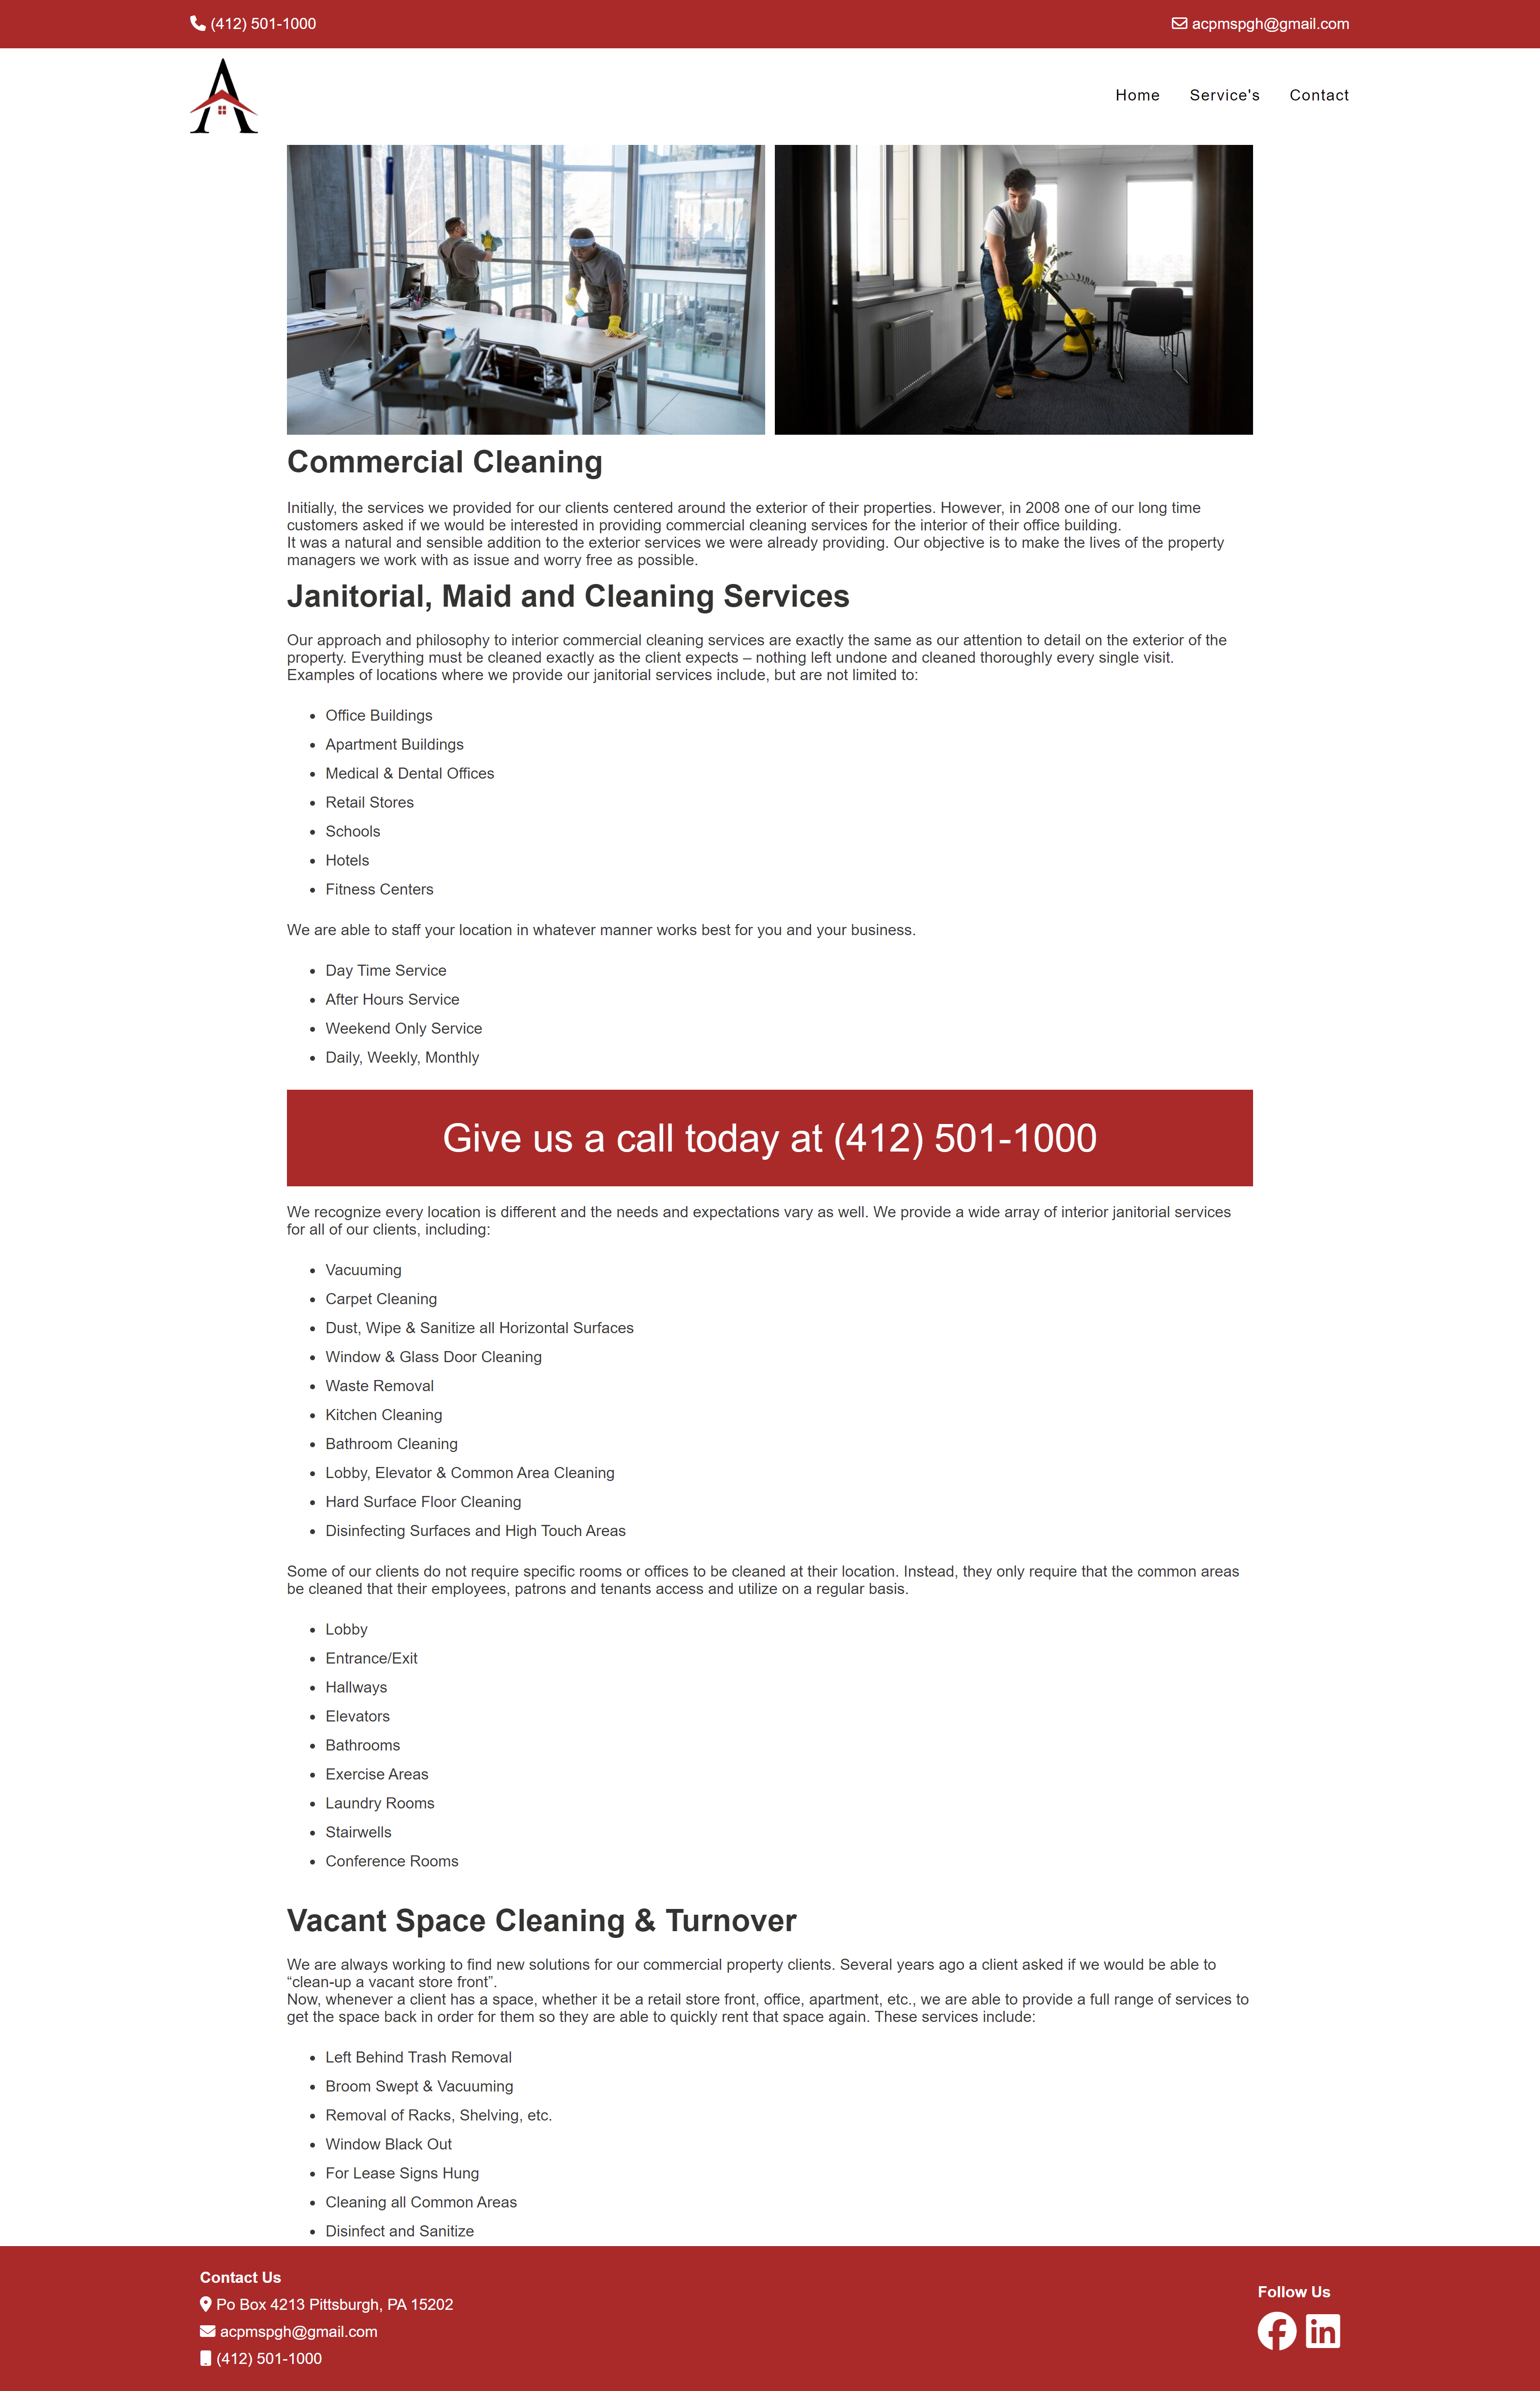 (412) 501-1000
acpmspgh@gmail.com
A
Home
Service's
Contact
Commercial Cleaning
Initially, the services we provided for our clients centered around the exterior of their properties. However, in 2008 one of our long time
customers asked if we would be interested in providing commercial cleaning services for the interior of their office building.
It was a natural and sensible addition to the exterior services we were already providing. Our objective is to make the lives of the property
managers we work with as issue and worry free as possible.
Janitorial, Maid and Cleaning Services
Our approach and philosophy to interior commercial cleaning services are exactly the same as our attention to detail on the exterior of the
property. Everything must be cleaned exactly as the client expects – nothing left undone and cleaned thoroughly every single visit.
Examples of locations where we provide our janitorial services include, but are not limited to:
Office Buildings
Apartment Buildings
Medical & Dental Offices
Retail Stores
Schools
Hotels
Fitness Centers
We are able to staff your location in whatever manner works best for you and your business.
Day Time Service
After Hours Service
Weekend Only Service
Daily, Weekly, Monthly
Give us a call today at (412) 501-1000
We recognize every location is different and the needs and expectations vary as well. We provide a wide array of interior janitorial services
for all of our clients, including:
Vacuuming
Carpet Cleaning
Dust, Wipe & Sanitize all Horizontal Surfaces
Window & Glass Door Cleaning
Waste Removal
Kitchen Cleaning
Bathroom Cleaning
Lobby, Elevator & Common Area Cleaning
Hard Surface Floor Cleaning
Disinfecting Surfaces and High Touch Areas
Some of our clients do not require specific rooms or offices to be cleaned at their location. Instead, they only require that the common areas
be cleaned that their employees, patrons and tenants access and utilize on a regular basis.
Lobby
Entrance/Exit
Hallways
Elevators
Bathrooms
Exercise Areas
Laundry Rooms
Stairwells
Conference Rooms
Vacant Space Cleaning & Turnover
We are always working to find new solutions for our commercial property clients. Several years ago a client asked if we would be able to
“clean-up a vacant store front”.
Now, whenever a client has a space, whether it be a retail store front, office, apartment, etc., we are able to provide a full range of services to
get the space back in order for them so they are able to quickly rent that space again. These services include:
Left Behind Trash Removal
Broom Swept & Vacuuming
Removal of Racks, Shelving, etc.
Window Black Out
For Lease Signs Hung
Cleaning all Common Areas
Disinfect and Sanitize
Contact Us
Po Box 4213 Pittsburgh, PA 15202
acpmspgh@gmail.com
(412) 501-1000
Follow Us
in